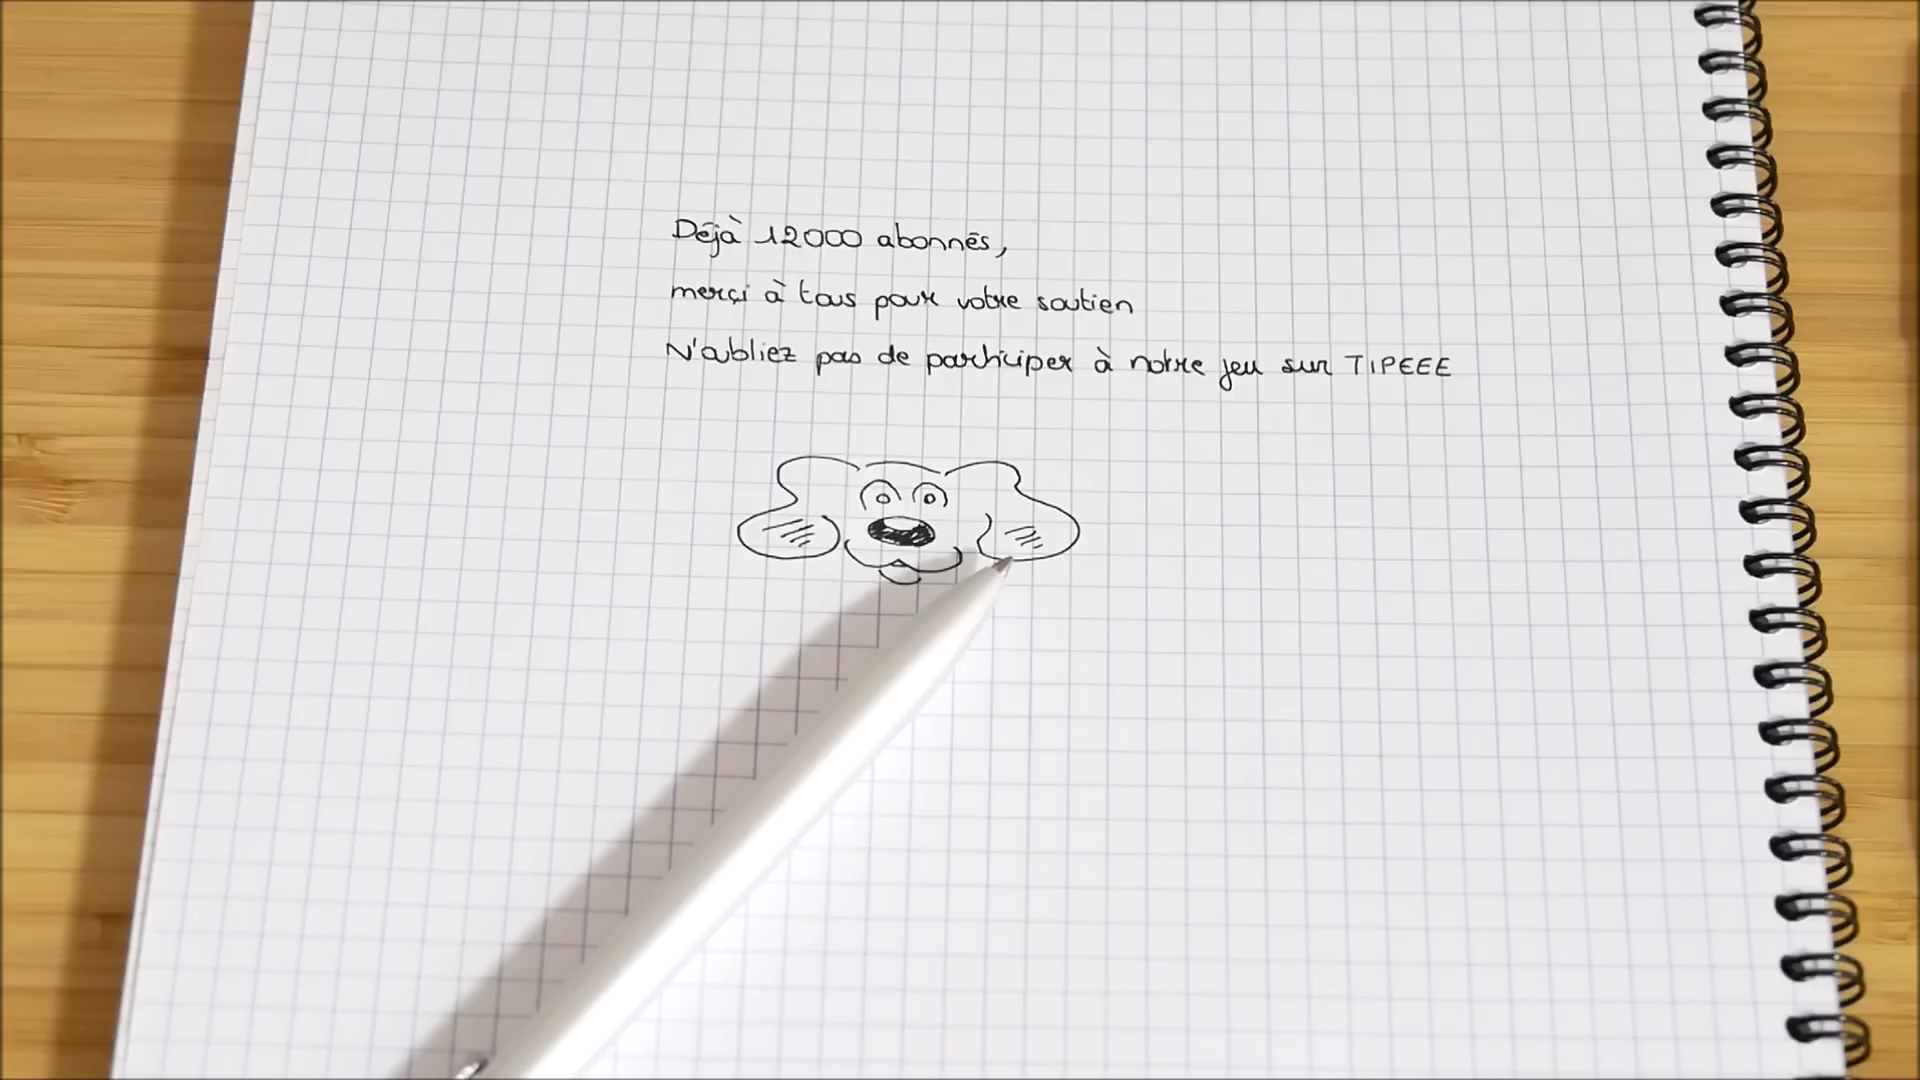 Déjà 12000 abonnés,
merçi à tous pour votre soutien
N'oubliez pas de participer à notre jeu sur TIPEEE